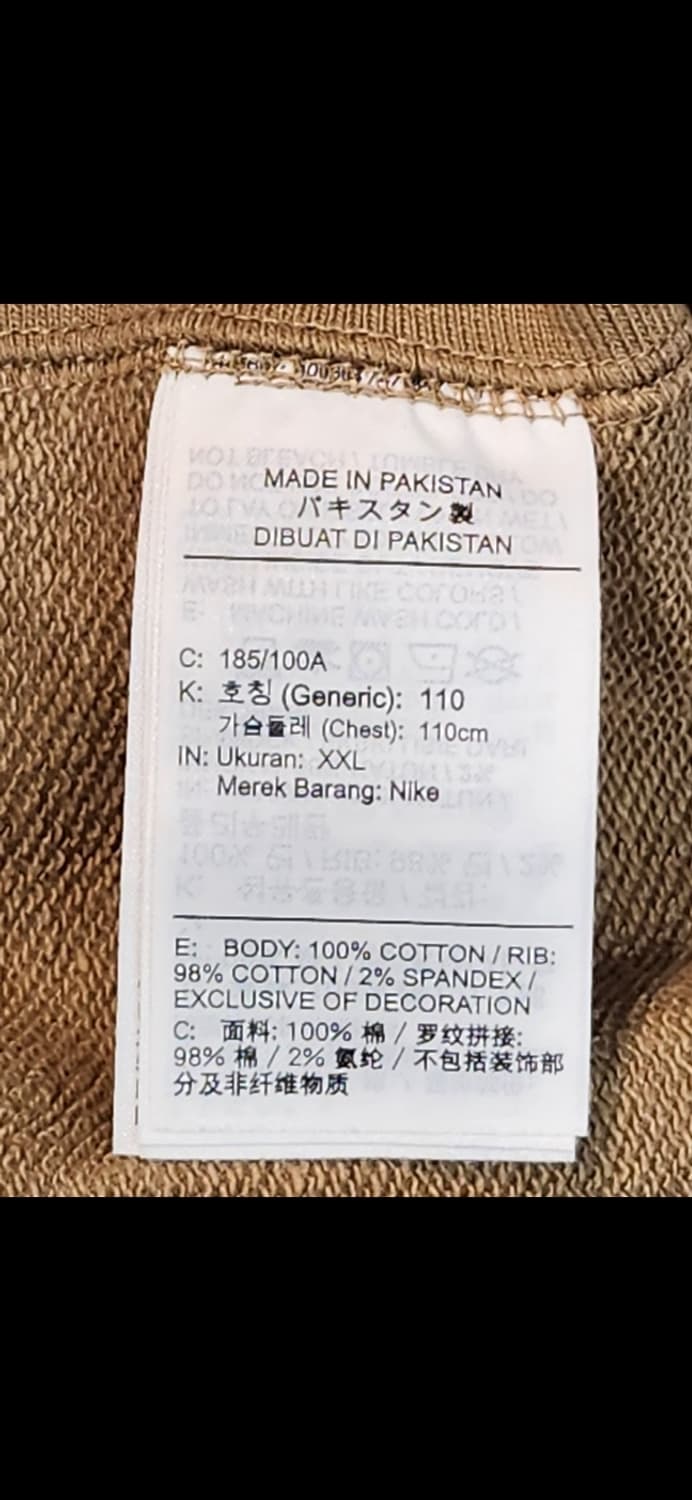 MADE IN PAKISTAN
パキスタン製
DIBUAT DI PAKISTAN
C: 185/100A
K: 호칭 (Generic): 110
가슴둘레 (Chest): 110cm
IN: Ukuran: XXL
Merek Barang: Nike
E: BODY: 100% COTTON / RIB:
98% COTTON / 2% SPANDEX /
EXCLUSIVE OF DECORATION
C: 面料: 100% 棉 / 罗纹拼接:
98% 棉 / 2% 氨纶 / 不包括装饰部
分及非纤维物质